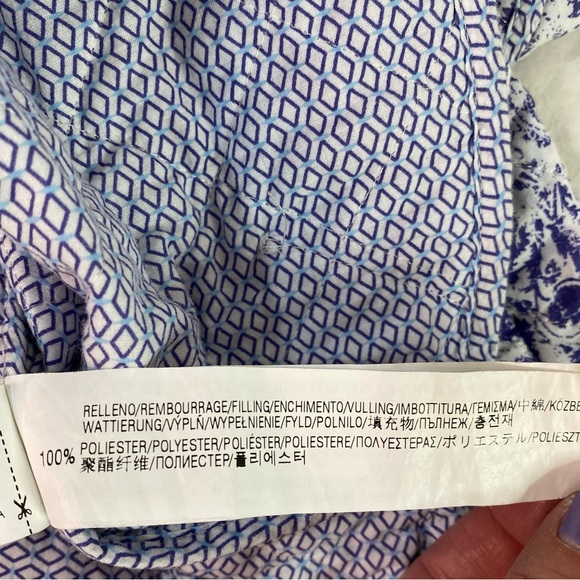 RELLENO/REMBOURRAGE/FILLING/ENCHIMENTO/VULLING/IMBOTTITURA/ΓΕΜΙΣΜΑ/中綿/KÖZBE
WATTIERUNG/VÝPLŇ/WYPEŁNIENIE/FYLD/POLNILO/填充物/ПЪЛНЕЖ/충전재
100% POLIESTER/POLYESTER/POLIÉSTER/POLIESTERE/ΠΟΛΥΕΣΤΕΡΑΣ/ポリエステル/POLIESZT
聚酯纤维/ПОЛИЕСТЕР/폴리에스터